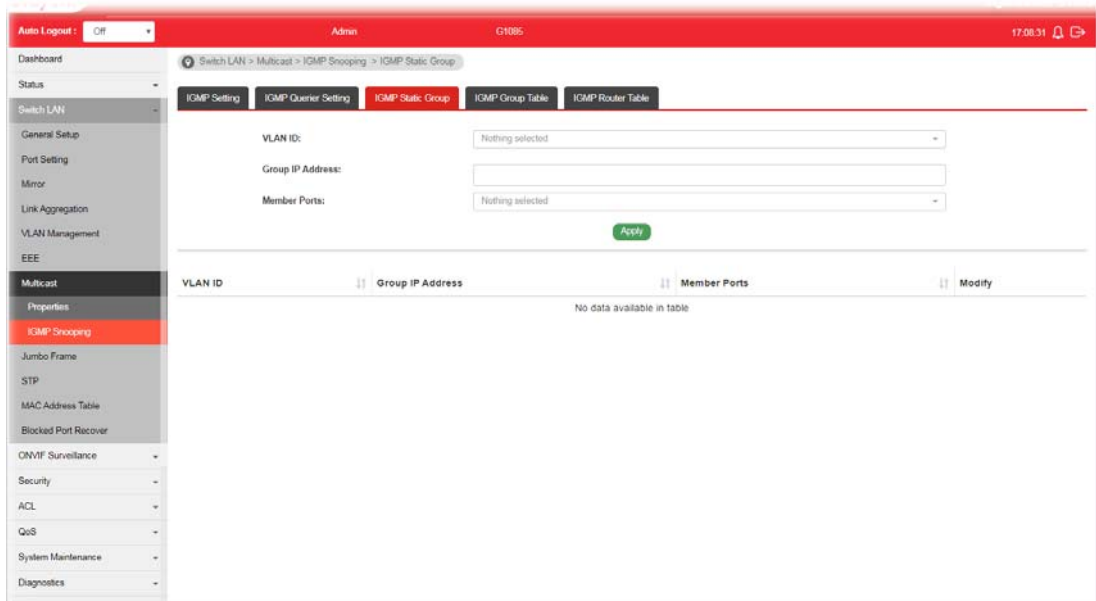 Auto Logout : Off Admin G1085 17:08:31
Dashboard
Switch LAN > Multicast > IGMP Snooping > IGMP Static Group
Status
IGMP Setting IGMP Querier Setting IGMP Static Group IGMP Group Table IGMP Router Table
Switch LAN
General Setup
VLAN ID: Nothing selected
Port Setting
Group IP Address:
Mirror
Member Ports: Nothing selected
Link Aggregation
VLAN Management
Apply
EEE
Multicast
VLAN ID Group IP Address Member Ports Modify
Properties
No data available in table
IGMP Snooping
Jumbo Frame
STP
MAC Address Table
Blocked Port Recover
ONVIF Surveillance
Security
ACL
QoS
System Maintenance
Diagnostics